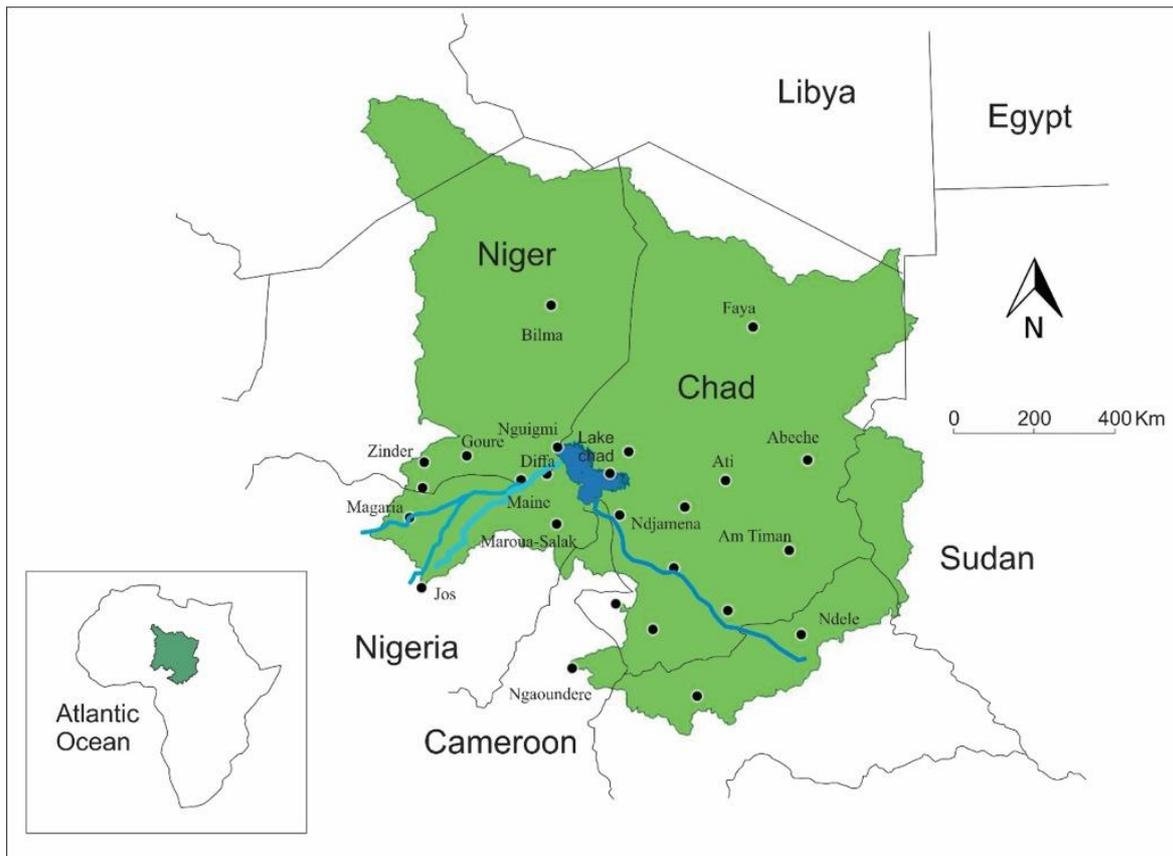 Libya
Egypt
Niger
Bilma
Faya
N
Chad
0 200 400 Km
Nguigmi
Lake
chad
Goure
Zinder
Diffa
Abeche
Ati
Magaria
Maine
Ndjamena
Maroua-Salak
Am Timan
Sudan
Jos
Ndele
Nigeria
Ngaoundere
Cameroon
Atlantic
Ocean